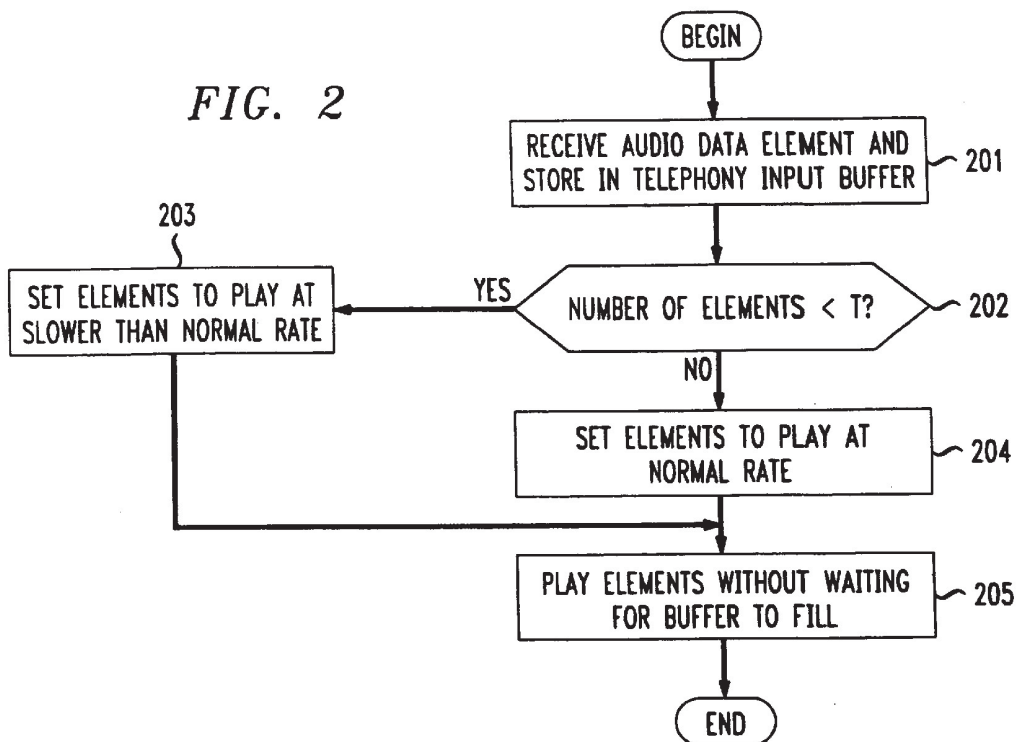 BEGIN
FIG. 2
RECEIVE AUDIO DATA ELEMENT AND
STORE IN TELEPHONY INPUT BUFFER
201
203
SET ELEMENTS TO PLAY AT
SLOWER THAN NORMAL RATE
YES
NUMBER OF ELEMENTS < T?
202
NO
SET ELEMENTS TO PLAY AT
NORMAL RATE
204
PLAY ELEMENTS WITHOUT WAITING
FOR BUFFER TO FILL
205
END